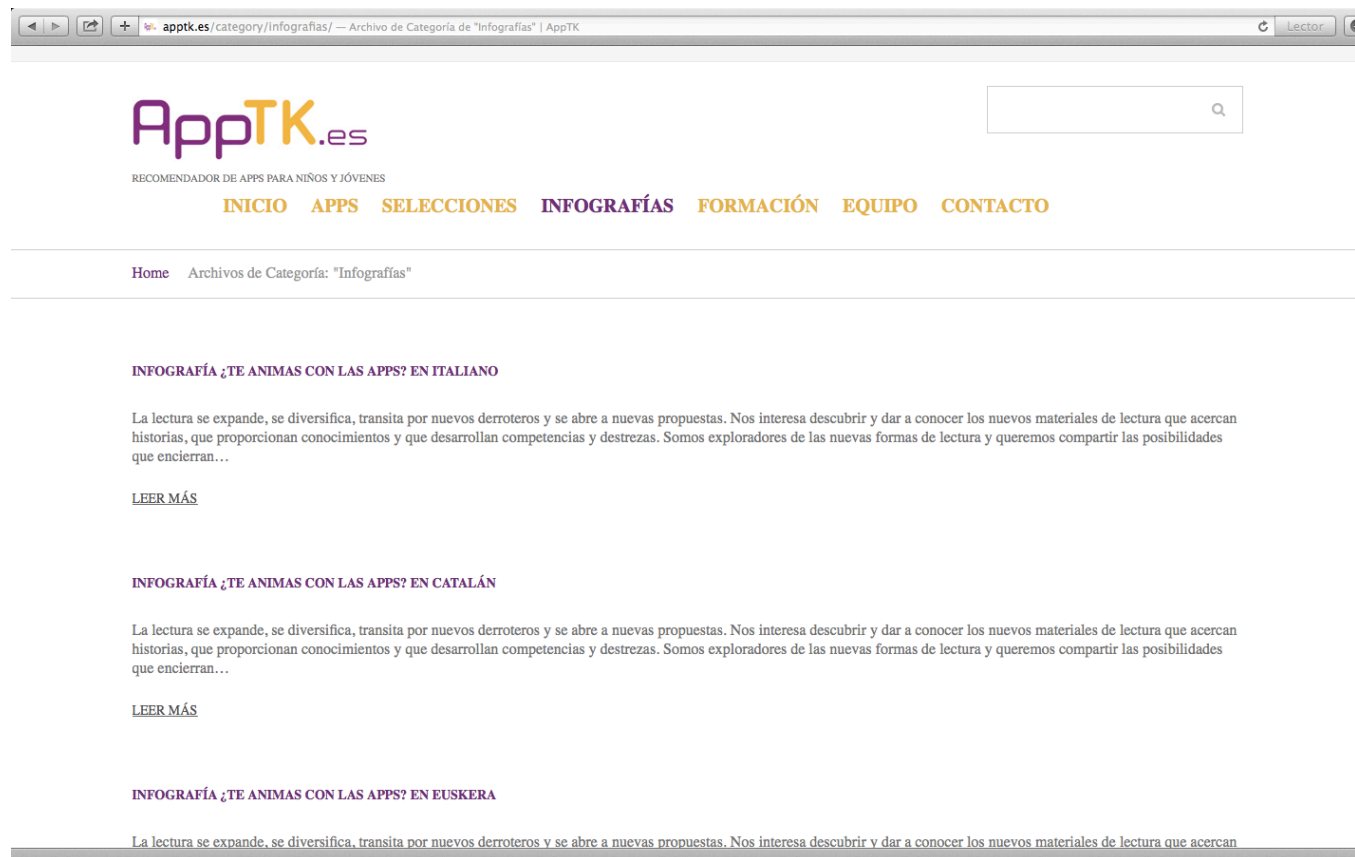 apptk.es/category/infografias/ — Archivo de Categoría de "Infografías" | AppTK
Lector
AppTK.es
RECOMENDADOR DE APPS PARA NIÑOS Y JÓVENES
INICIO APPS SELECCIONES INFOGRAFÍAS FORMACIÓN EQUIPO CONTACTO
Home Archivos de Categoría: "Infografías"
INFOGRAFÍA ¿TE ANIMAS CON LAS APPS? EN ITALIANO
La lectura se expande, se diversifica, transita por nuevos derroteros y se abre a nuevas propuestas. Nos interesa descubrir y dar a conocer los nuevos materiales de lectura que acercan
historias, que proporcionan conocimientos y que desarrollan competencias y destrezas. Somos exploradores de las nuevas formas de lectura y queremos compartir las posibilidades
que encierran…
LEER MÁS
INFOGRAFÍA ¿TE ANIMAS CON LAS APPS? EN CATALÁN
La lectura se expande, se diversifica, transita por nuevos derroteros y se abre a nuevas propuestas. Nos interesa descubrir y dar a conocer los nuevos materiales de lectura que acercan
historias, que proporcionan conocimientos y que desarrollan competencias y destrezas. Somos exploradores de las nuevas formas de lectura y queremos compartir las posibilidades
que encierran…
LEER MÁS
INFOGRAFÍA ¿TE ANIMAS CON LAS APPS? EN EUSKERA
La lectura se expande, se diversifica, transita por nuevos derroteros y se abre a nuevas propuestas. Nos interesa descubrir y dar a conocer los nuevos materiales de lectura que acercan